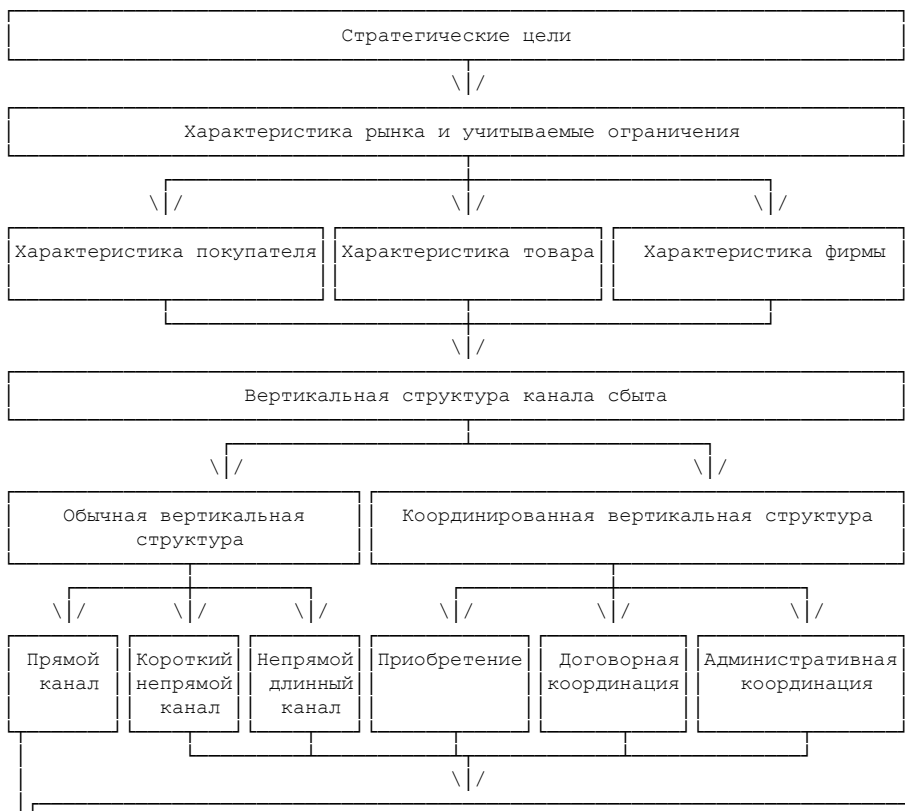 Стратегические цели
Характеристика рынка и учитываемые ограничения
Характеристика покупателя
Характеристика товара
Характеристика фирмы
Вертикальная структура канала сбыта
Обычная вертикальная
структура
Координированная вертикальная структура
Прямой
канал
Короткий
непрямой
канал
Непрямой
длинный
канал
Приобретение
Договорная
координация
Административная
координация